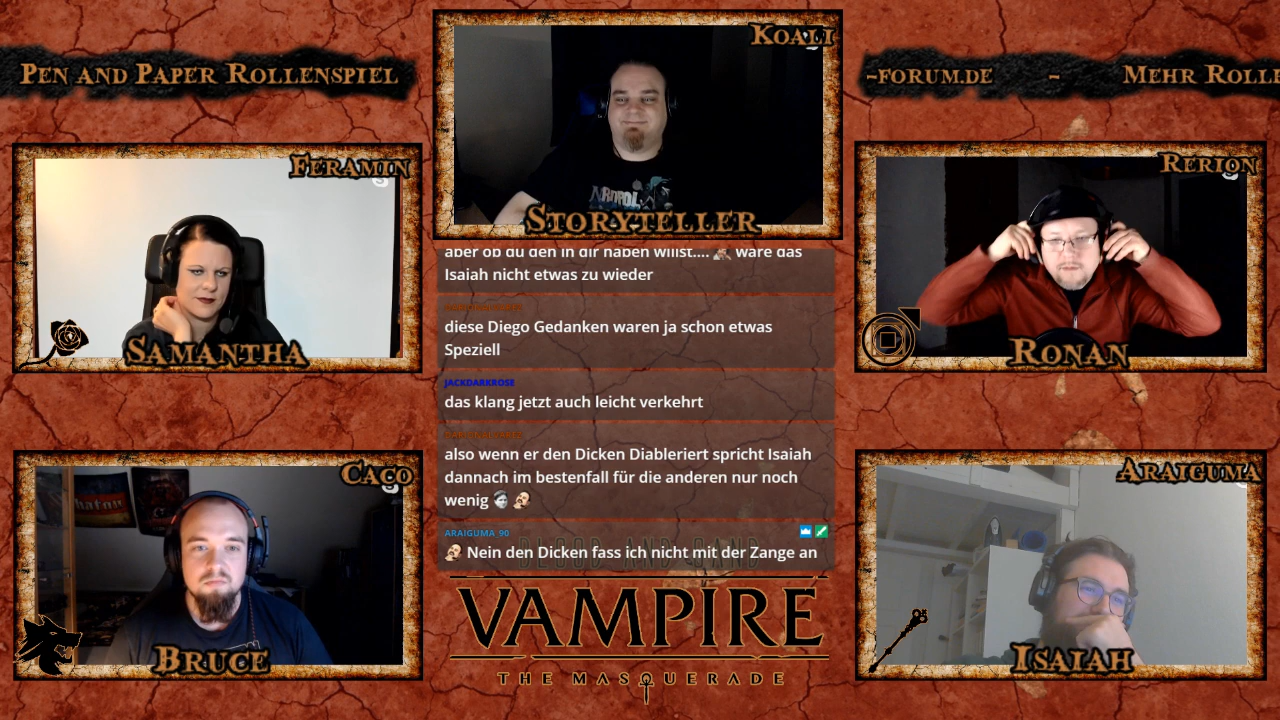 Koali
Pen and Paper Rollenspiel
-forum.de - Mehr Rolle
Feramin
Samantha
Storyteller
Rerion
Ronan
aber ob du den in dir haben willst.... wäre das
Isaiah nicht etwas zu wieder
diese Diego Gedanken waren ja schon etwas
Speziell
JACKDARKROSE
das klang jetzt auch leicht verkehrt
also wenn er den Dicken Diableriert spricht Isaiah
dannach im bestenfall für die anderen nur noch
wenig
ARAIGUMA_90
Nein den Dicken fass ich nicht mit der Zange an
Caco
Bruce
Araiguma
Isaiah
BLOOD AND SAND
VAMPIRE
THE MASQUERADE